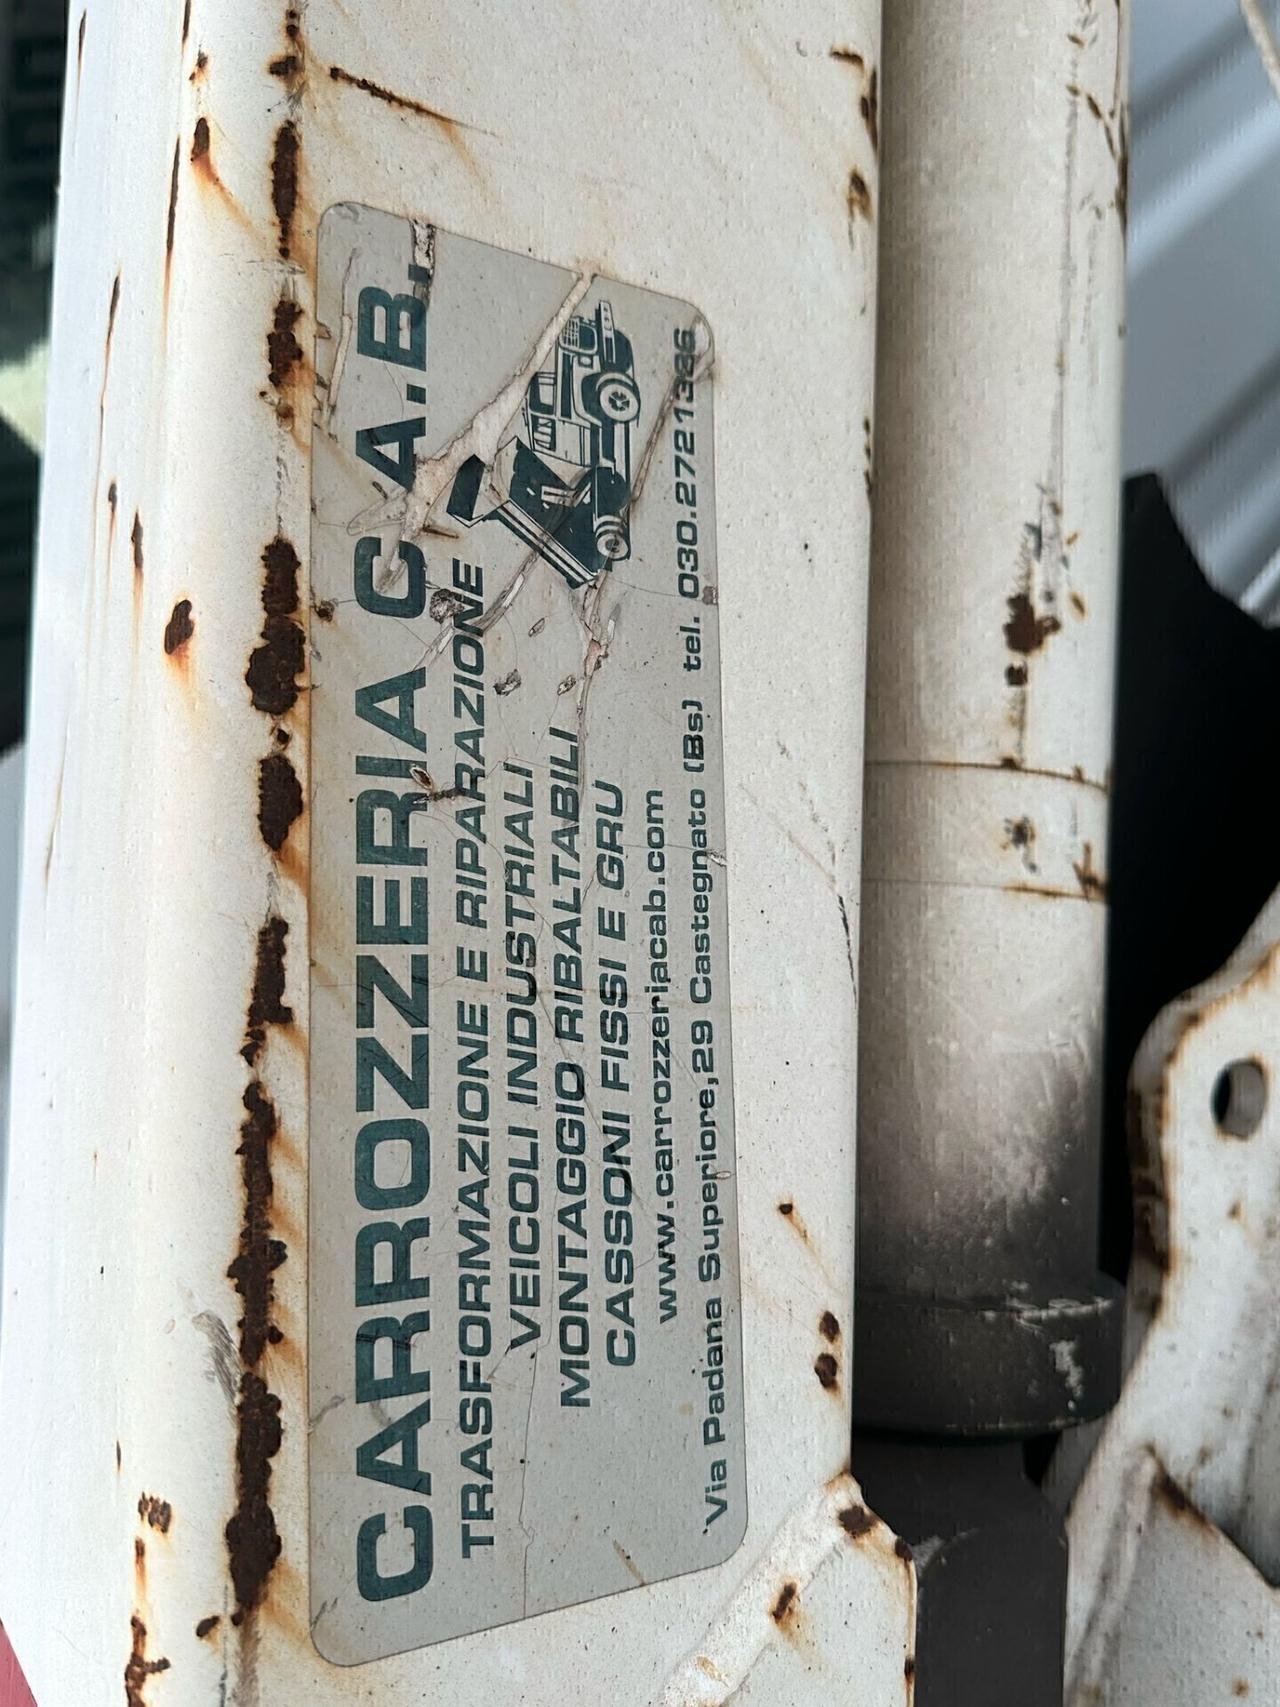 CARROZZERIA C.A.B.
TRASFORMAZIONE E RIPARAZIONE
VEICOLI INDUSTRIALI
MONTAGGIO RIBALTABILI
CASSONI FISSI E GRU
www.carrozzeriacab.com
Via Padana Superiore,29 Castegnato (Bs) tel. 030.2721386